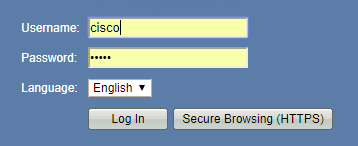 Username: cisco
Password: •••••
Language: English
Log In Secure Browsing (HTTPS)